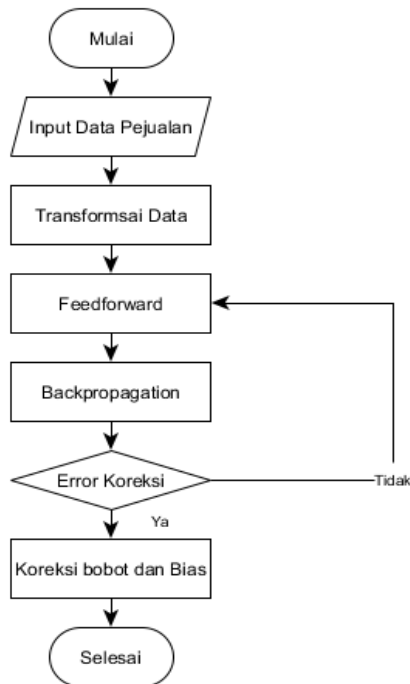 Mulai
Input Data Pejualan
Transformsai Data
Feedforward
Backpropagation
Error Koreksi
Tidak
Ya
Koreksi bobot dan Bias
Selesai